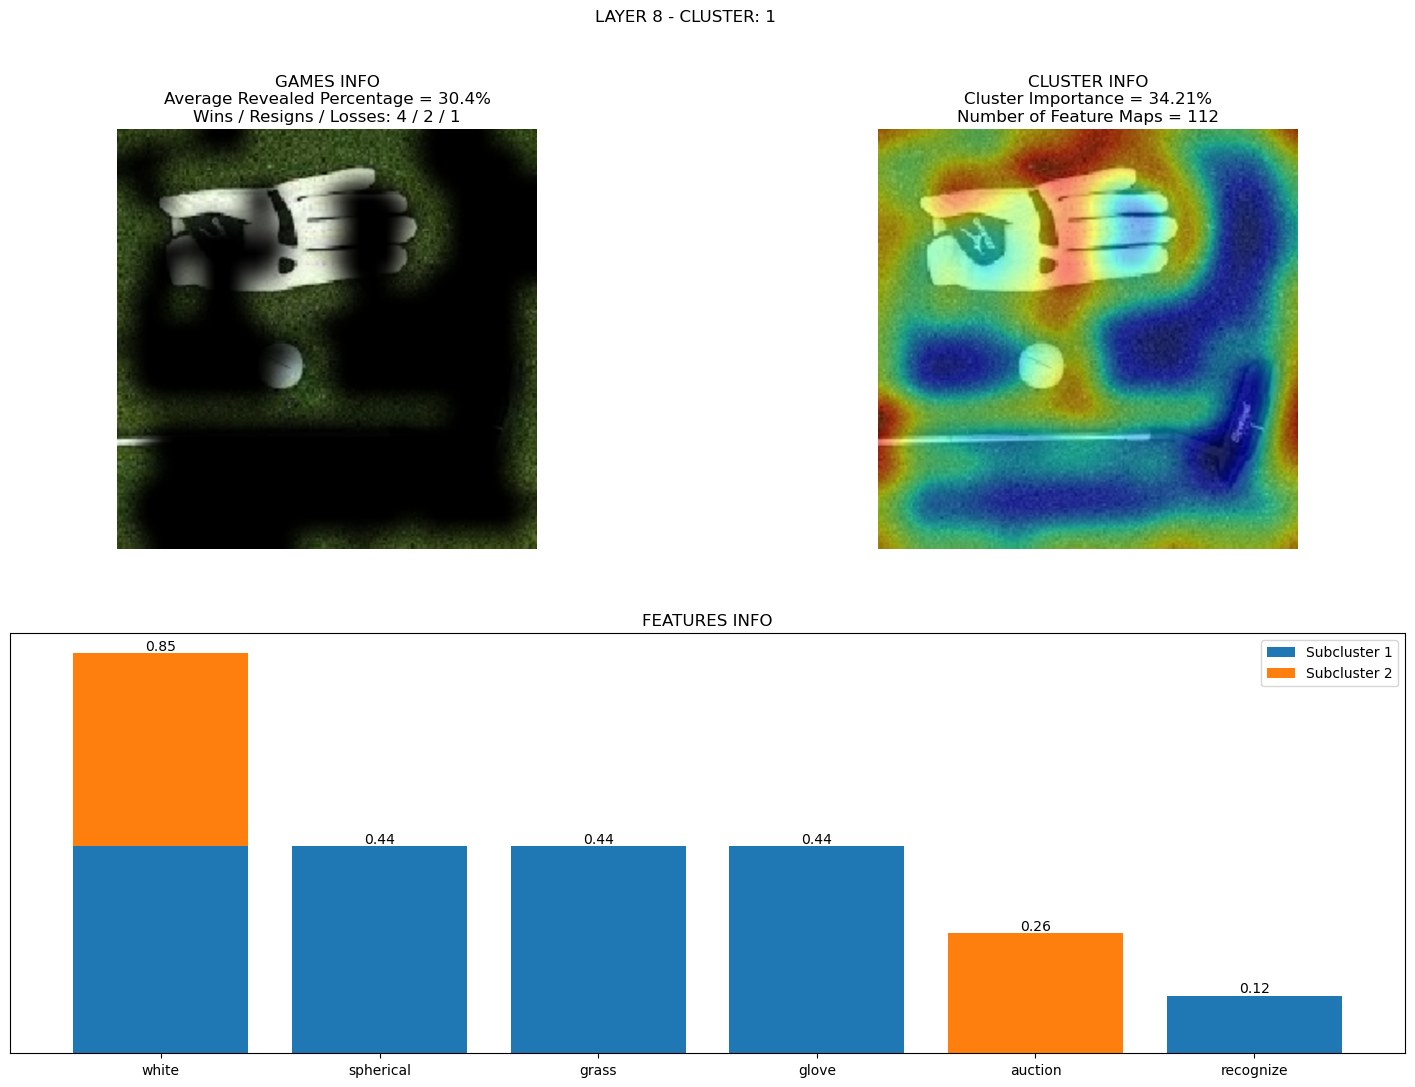 LAYER 8 - CLUSTER: 1
GAMES INFO
Average Revealed Percentage = 30.4%
Wins / Resigns / Losses: 4 / 2 / 1
CLUSTER INFO
Cluster Importance = 34.21%
Number of Feature Maps = 112
FEATURES INFO
Subcluster 1
Subcluster 2
0.85
0.44
0.44
0.44
0.26
0.12
white
spherical
grass
glove
auction
recognize